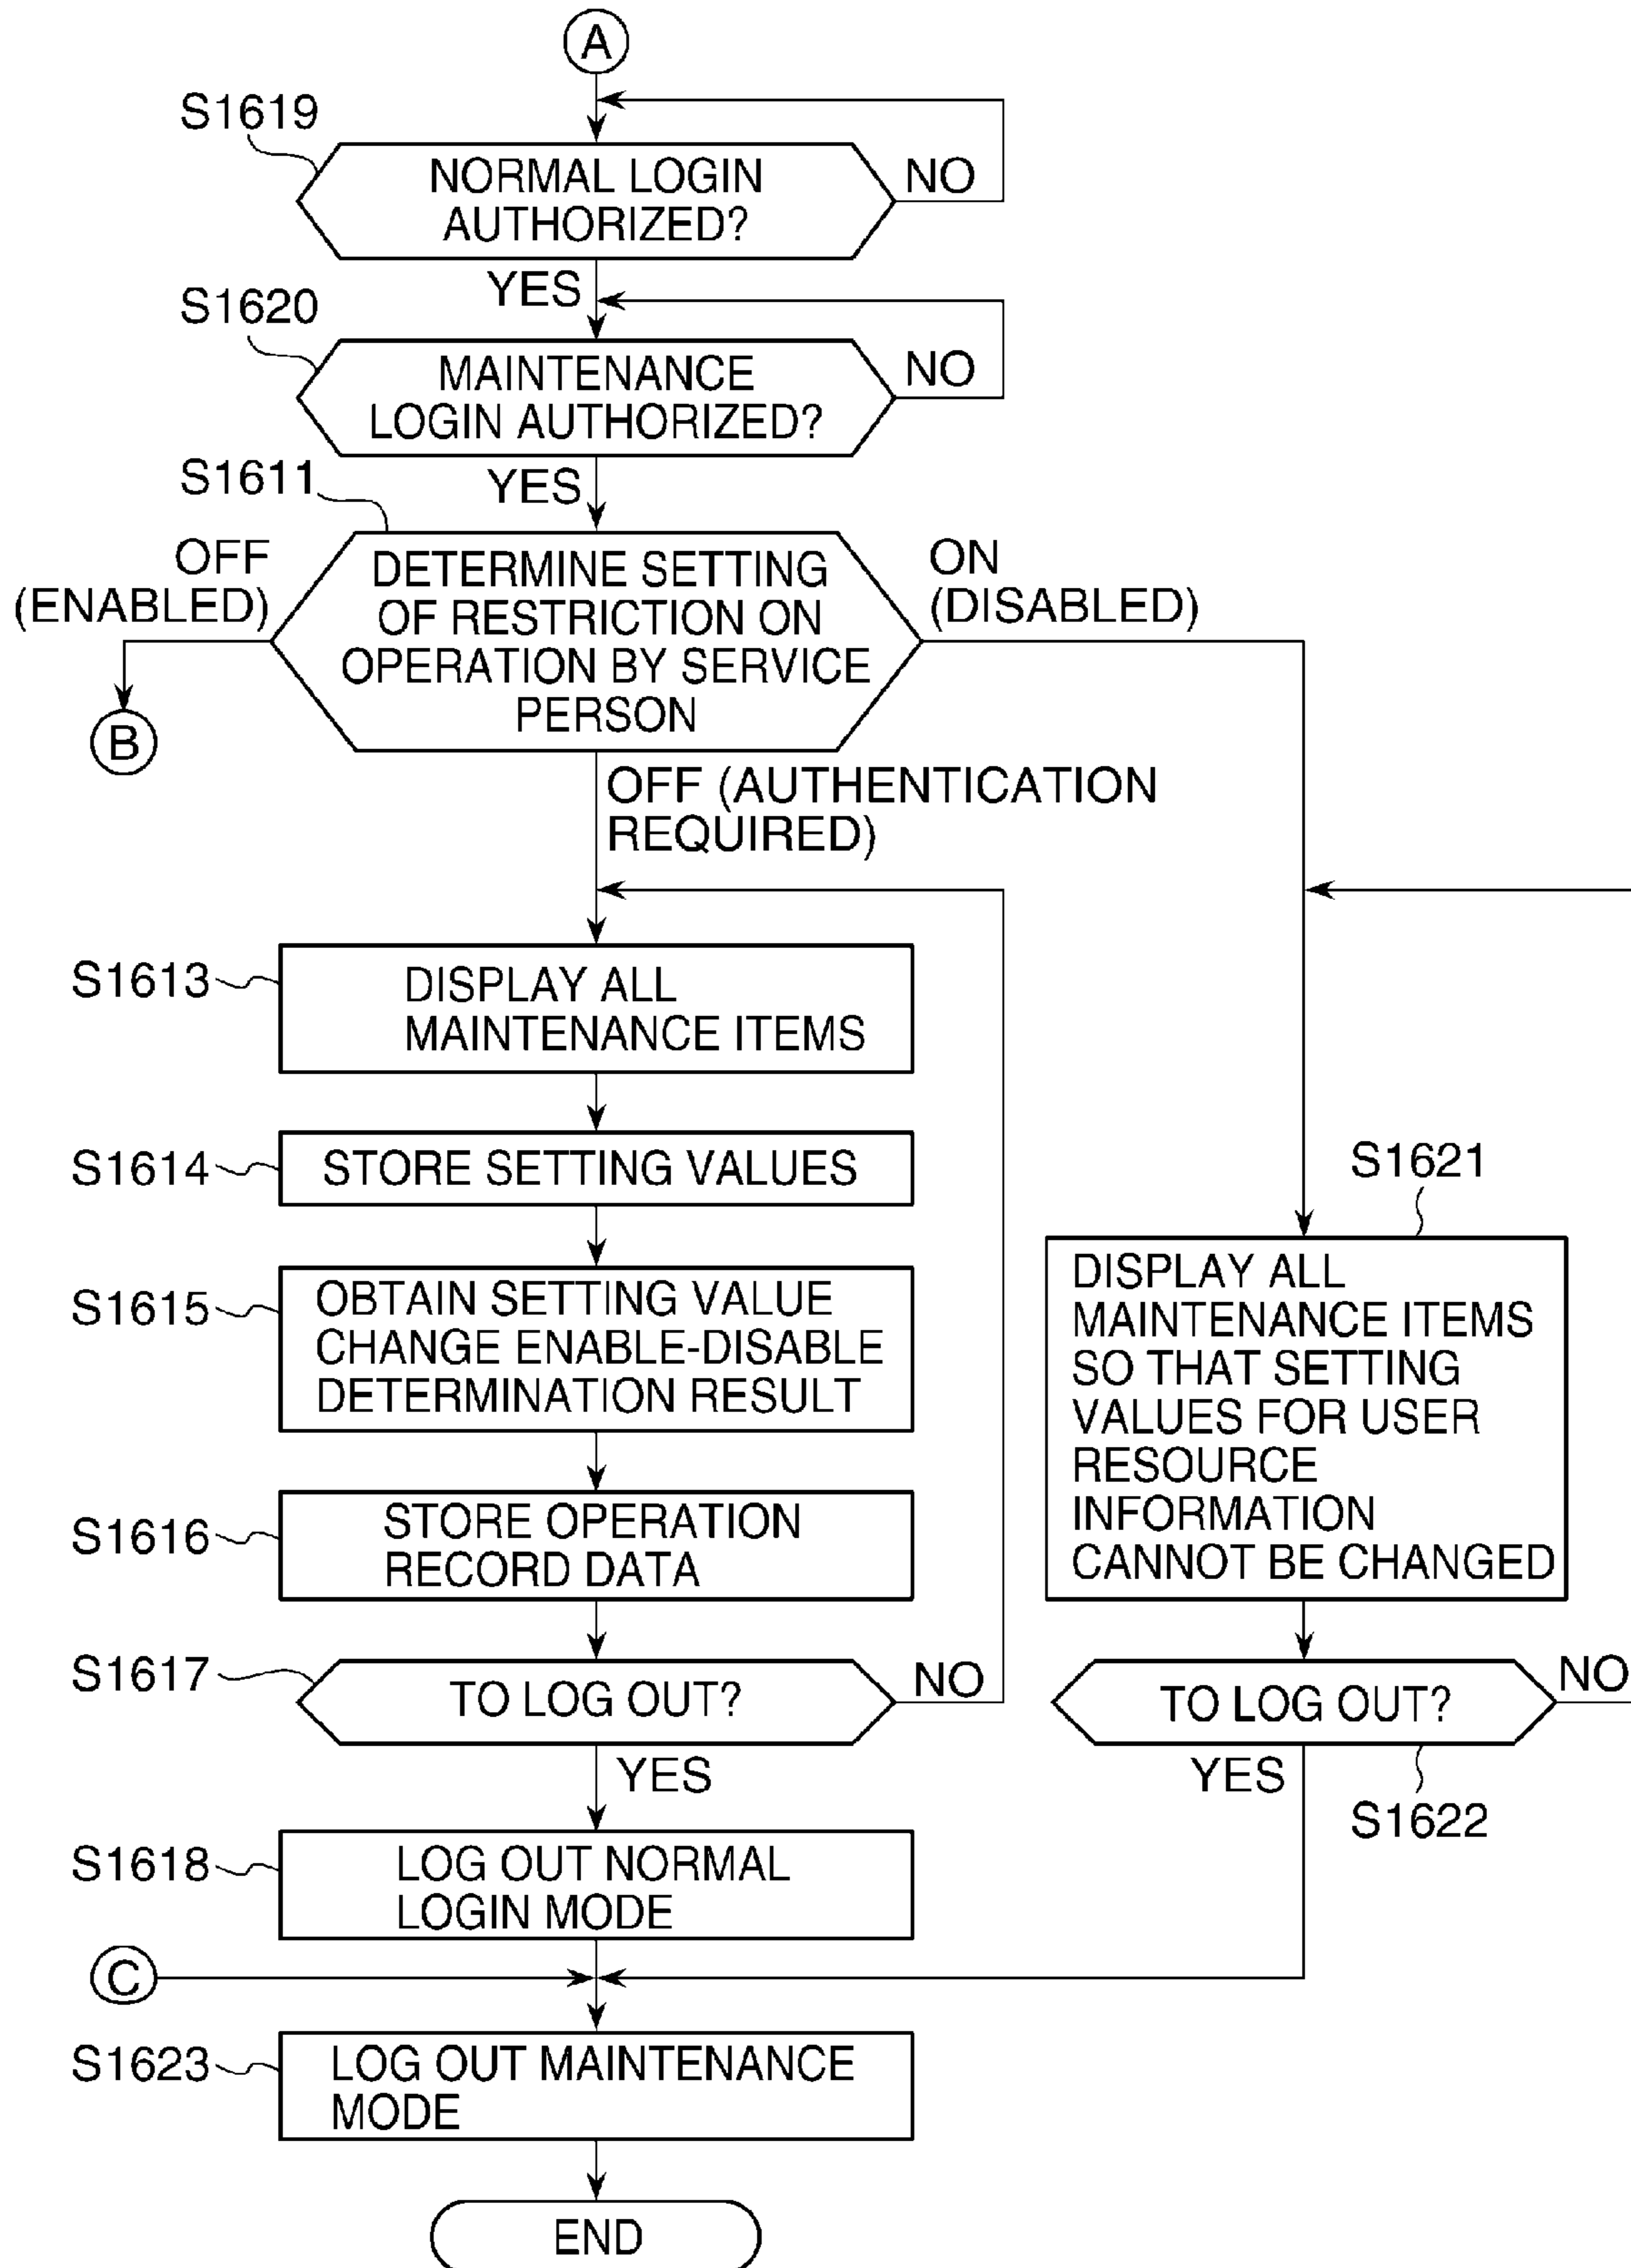 A
S1619
NORMAL LOGIN
AUTHORIZED?
NO
YES
S1620
MAINTENANCE
LOGIN AUTHORIZED?
NO
YES
S1611
OFF
(ENABLED)
DETERMINE SETTING
OF RESTRICTION ON
OPERATION BY SERVICE
PERSON
ON
(DISABLED)
B
OFF (AUTHENTICATION
REQUIRED)
S1613
DISPLAY ALL
MAINTENANCE ITEMS
S1614
STORE SETTING VALUES
S1615
OBTAIN SETTING VALUE
CHANGE ENABLE-DISABLE
DETERMINATION RESULT
S1616
STORE OPERATION
RECORD DATA
S1617
TO LOG OUT?
NO
YES
S1618
LOG OUT NORMAL
LOGIN MODE
S1621
DISPLAY ALL
MAINTENANCE ITEMS
SO THAT SETTING
VALUES FOR USER
RESOURCE
INFORMATION
CANNOT BE CHANGED
TO LOG OUT?
NO
YES
S1622
C
S1623
LOG OUT MAINTENANCE
MODE
END